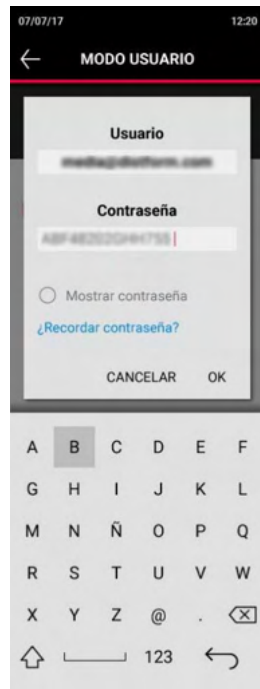 07/07/17 12:20
MODO USUARIO
Usuario
Contraseña
Mostrar contraseña
¿Recordar contraseña?
CANCELAR OK
A B C D E F
G H I J K L
M N Ñ O P Q
R S T U V W
X Y Z @ .
123